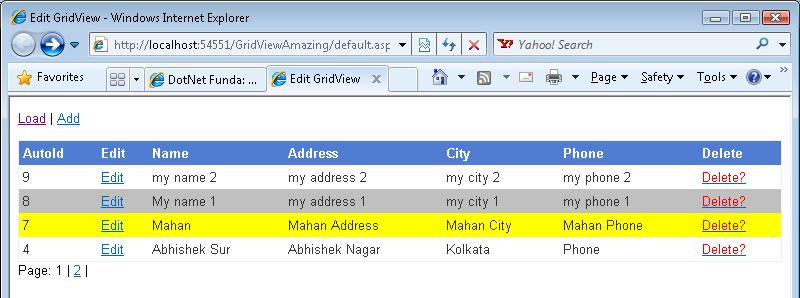 Edit GridView - Windows Internet Explorer
http://localhost:54551/GridViewAmazing/default.asp Yahoo! Search
Favorites DotNet Funda: ... Edit GridView Page Safety Tools
Load | Add
AutoId Edit Name Address City Phone Delete
9 Edit my name 2 my address 2 my city 2 my phone 2 Delete?
8 Edit My name 1 my address 1 my city 1 my phone 1 Delete?
7 Edit Mahan Mahan Address Mahan City Mahan Phone Delete?
4 Edit Abhishek Sur Abhishek Nagar Kolkata Phone Delete?
Page: 1 | 2 |